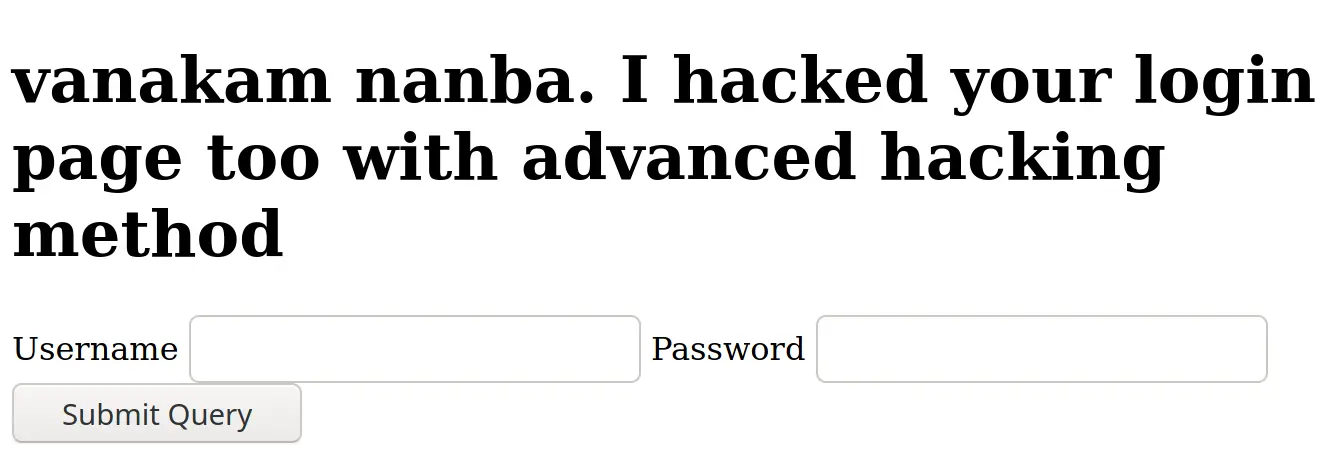 vanakam nanba. I hacked your login
page too with advanced hacking
method
Username Password
Submit Query